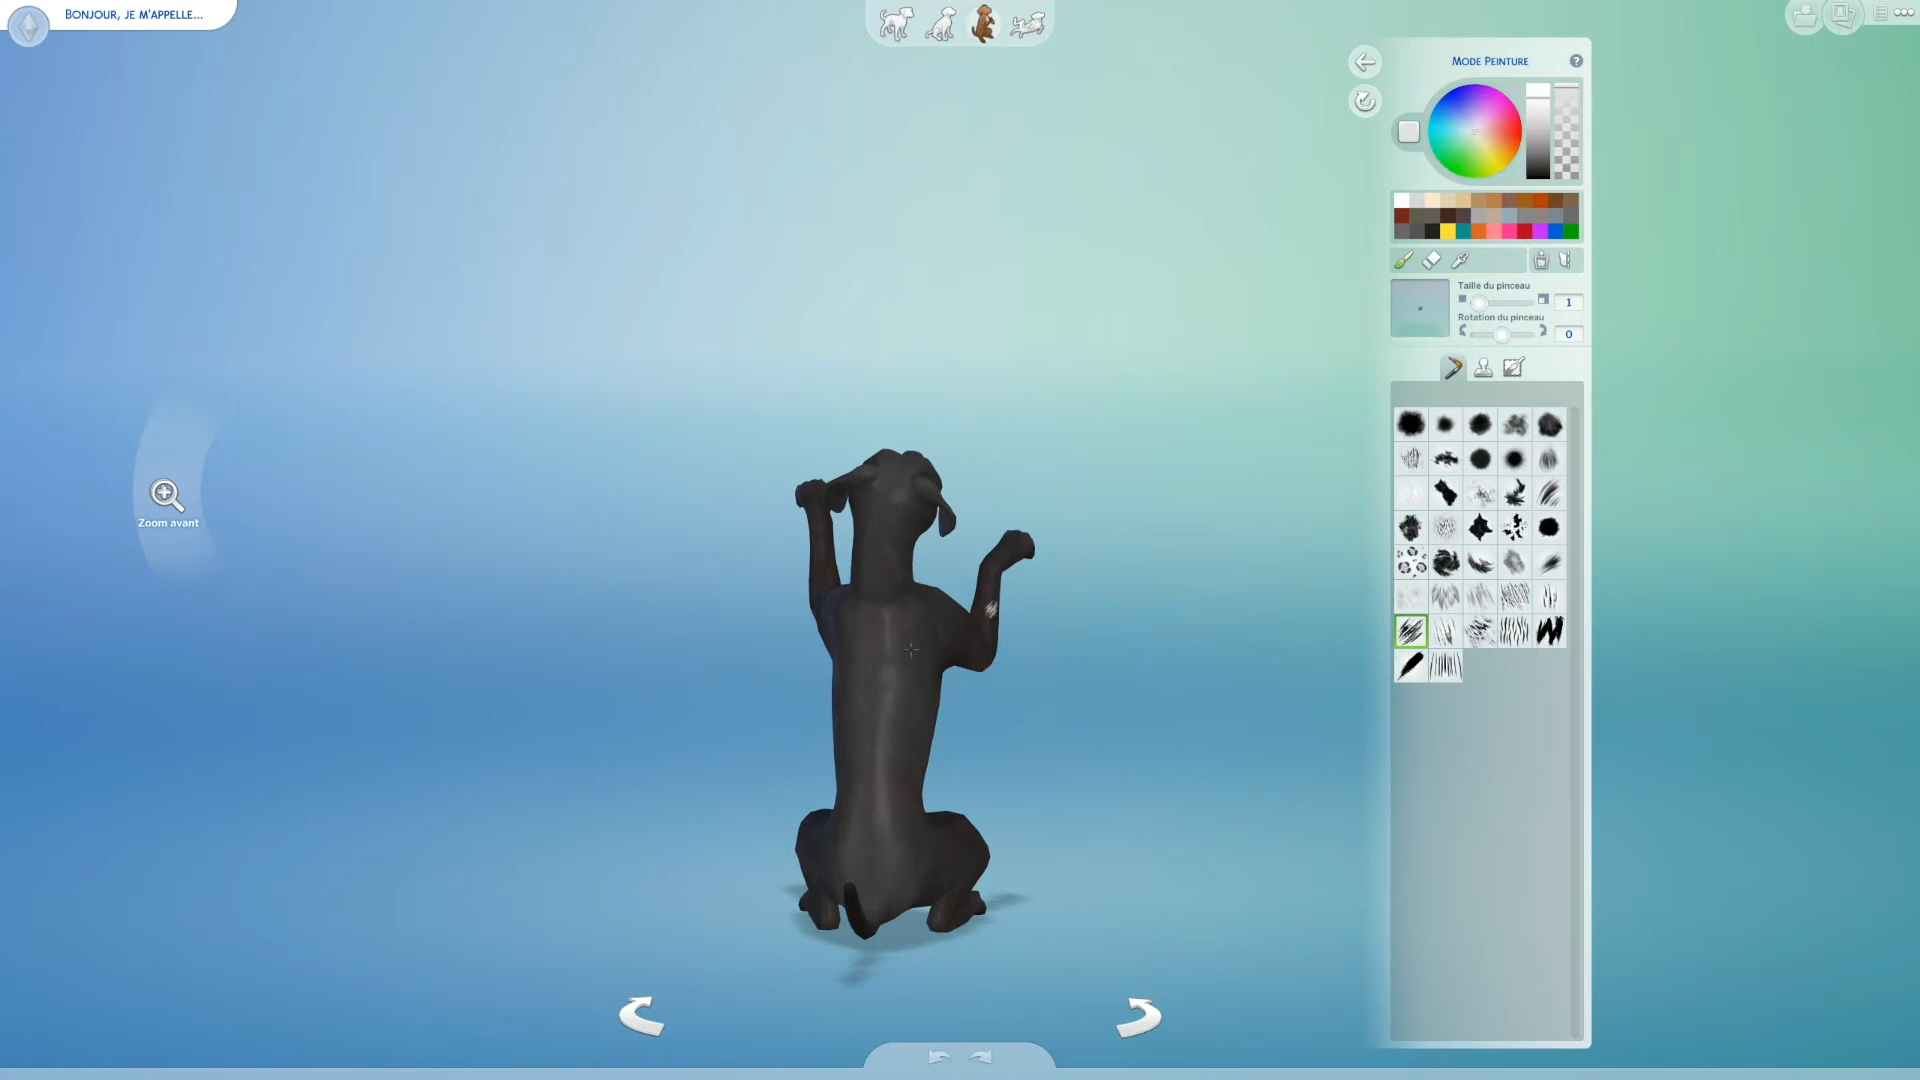 BONJOUR, JE M'APPELLE...
MODE PEINTURE
?
Taille du pinceau
1
Rotation du pinceau
0
Zoom avant